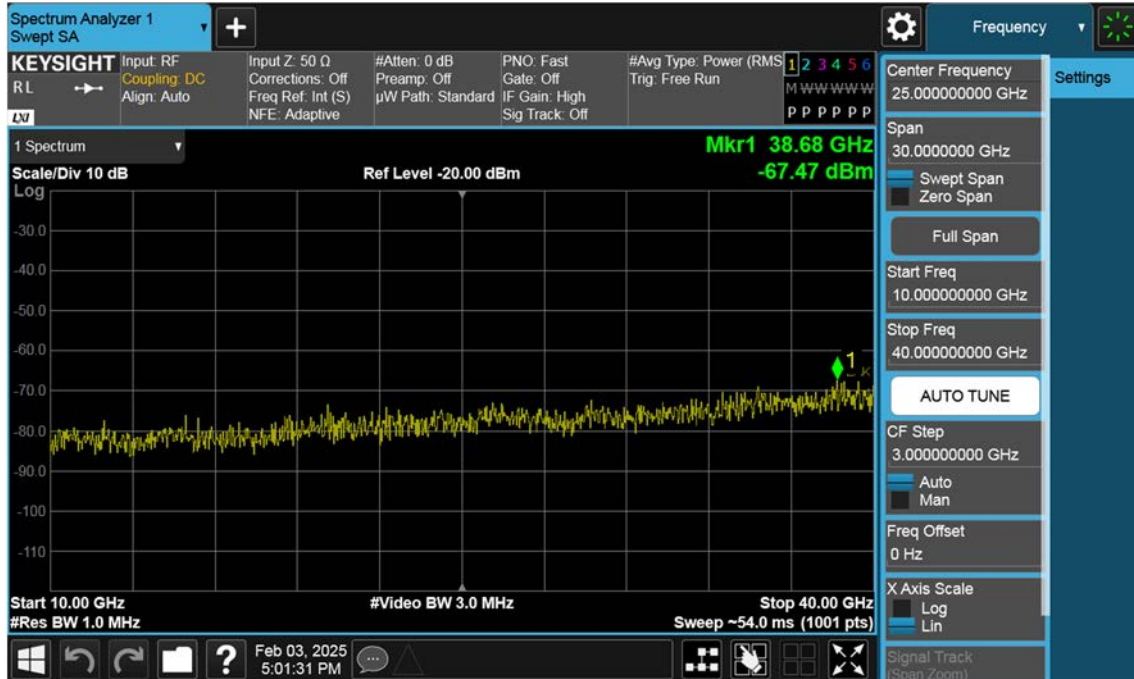 Spectrum Analyzer 1
Swept SA
Frequency
KEYSIGHT
RL
LXI
Input: RF
Coupling: DC
Align: Auto
Input Z: 50 Ω
Corrections: Off
Freq Ref: Int (S)
NFE: Adaptive
#Atten: 0 dB
Preamp: Off
µW Path: Standard
PNO: Fast
Gate: Off
IF Gain: High
Sig Track: Off
#Avg Type: Power (RMS
Trig: Free Run
1 2 3 4 5 6
M W W W W W
P P P P P P
1 Spectrum
Mkr1 38.68 GHz
Scale/Div 10 dB
Ref Level -20.00 dBm
-67.47 dBm
Log
-30.0
-40.0
-50.0
-60.0
-70.0
-80.0
-90.0
-100
-110
1
Start 10.00 GHz
#Video BW 3.0 MHz
Stop 40.00 GHz
#Res BW 1.0 MHz
Sweep ~54.0 ms (1001 pts)
Feb 03, 2025
5:01:31 PM
Center Frequency
25.000000000 GHz
Settings
Span
30.0000000 GHz
Swept Span
Zero Span
Full Span
Start Freq
10.000000000 GHz
Stop Freq
40.000000000 GHz
AUTO TUNE
CF Step
3.000000000 GHz
Auto
Man
Freq Offset
0 Hz
X Axis Scale
Log
Lin
Signal Track
(Span Zoom)